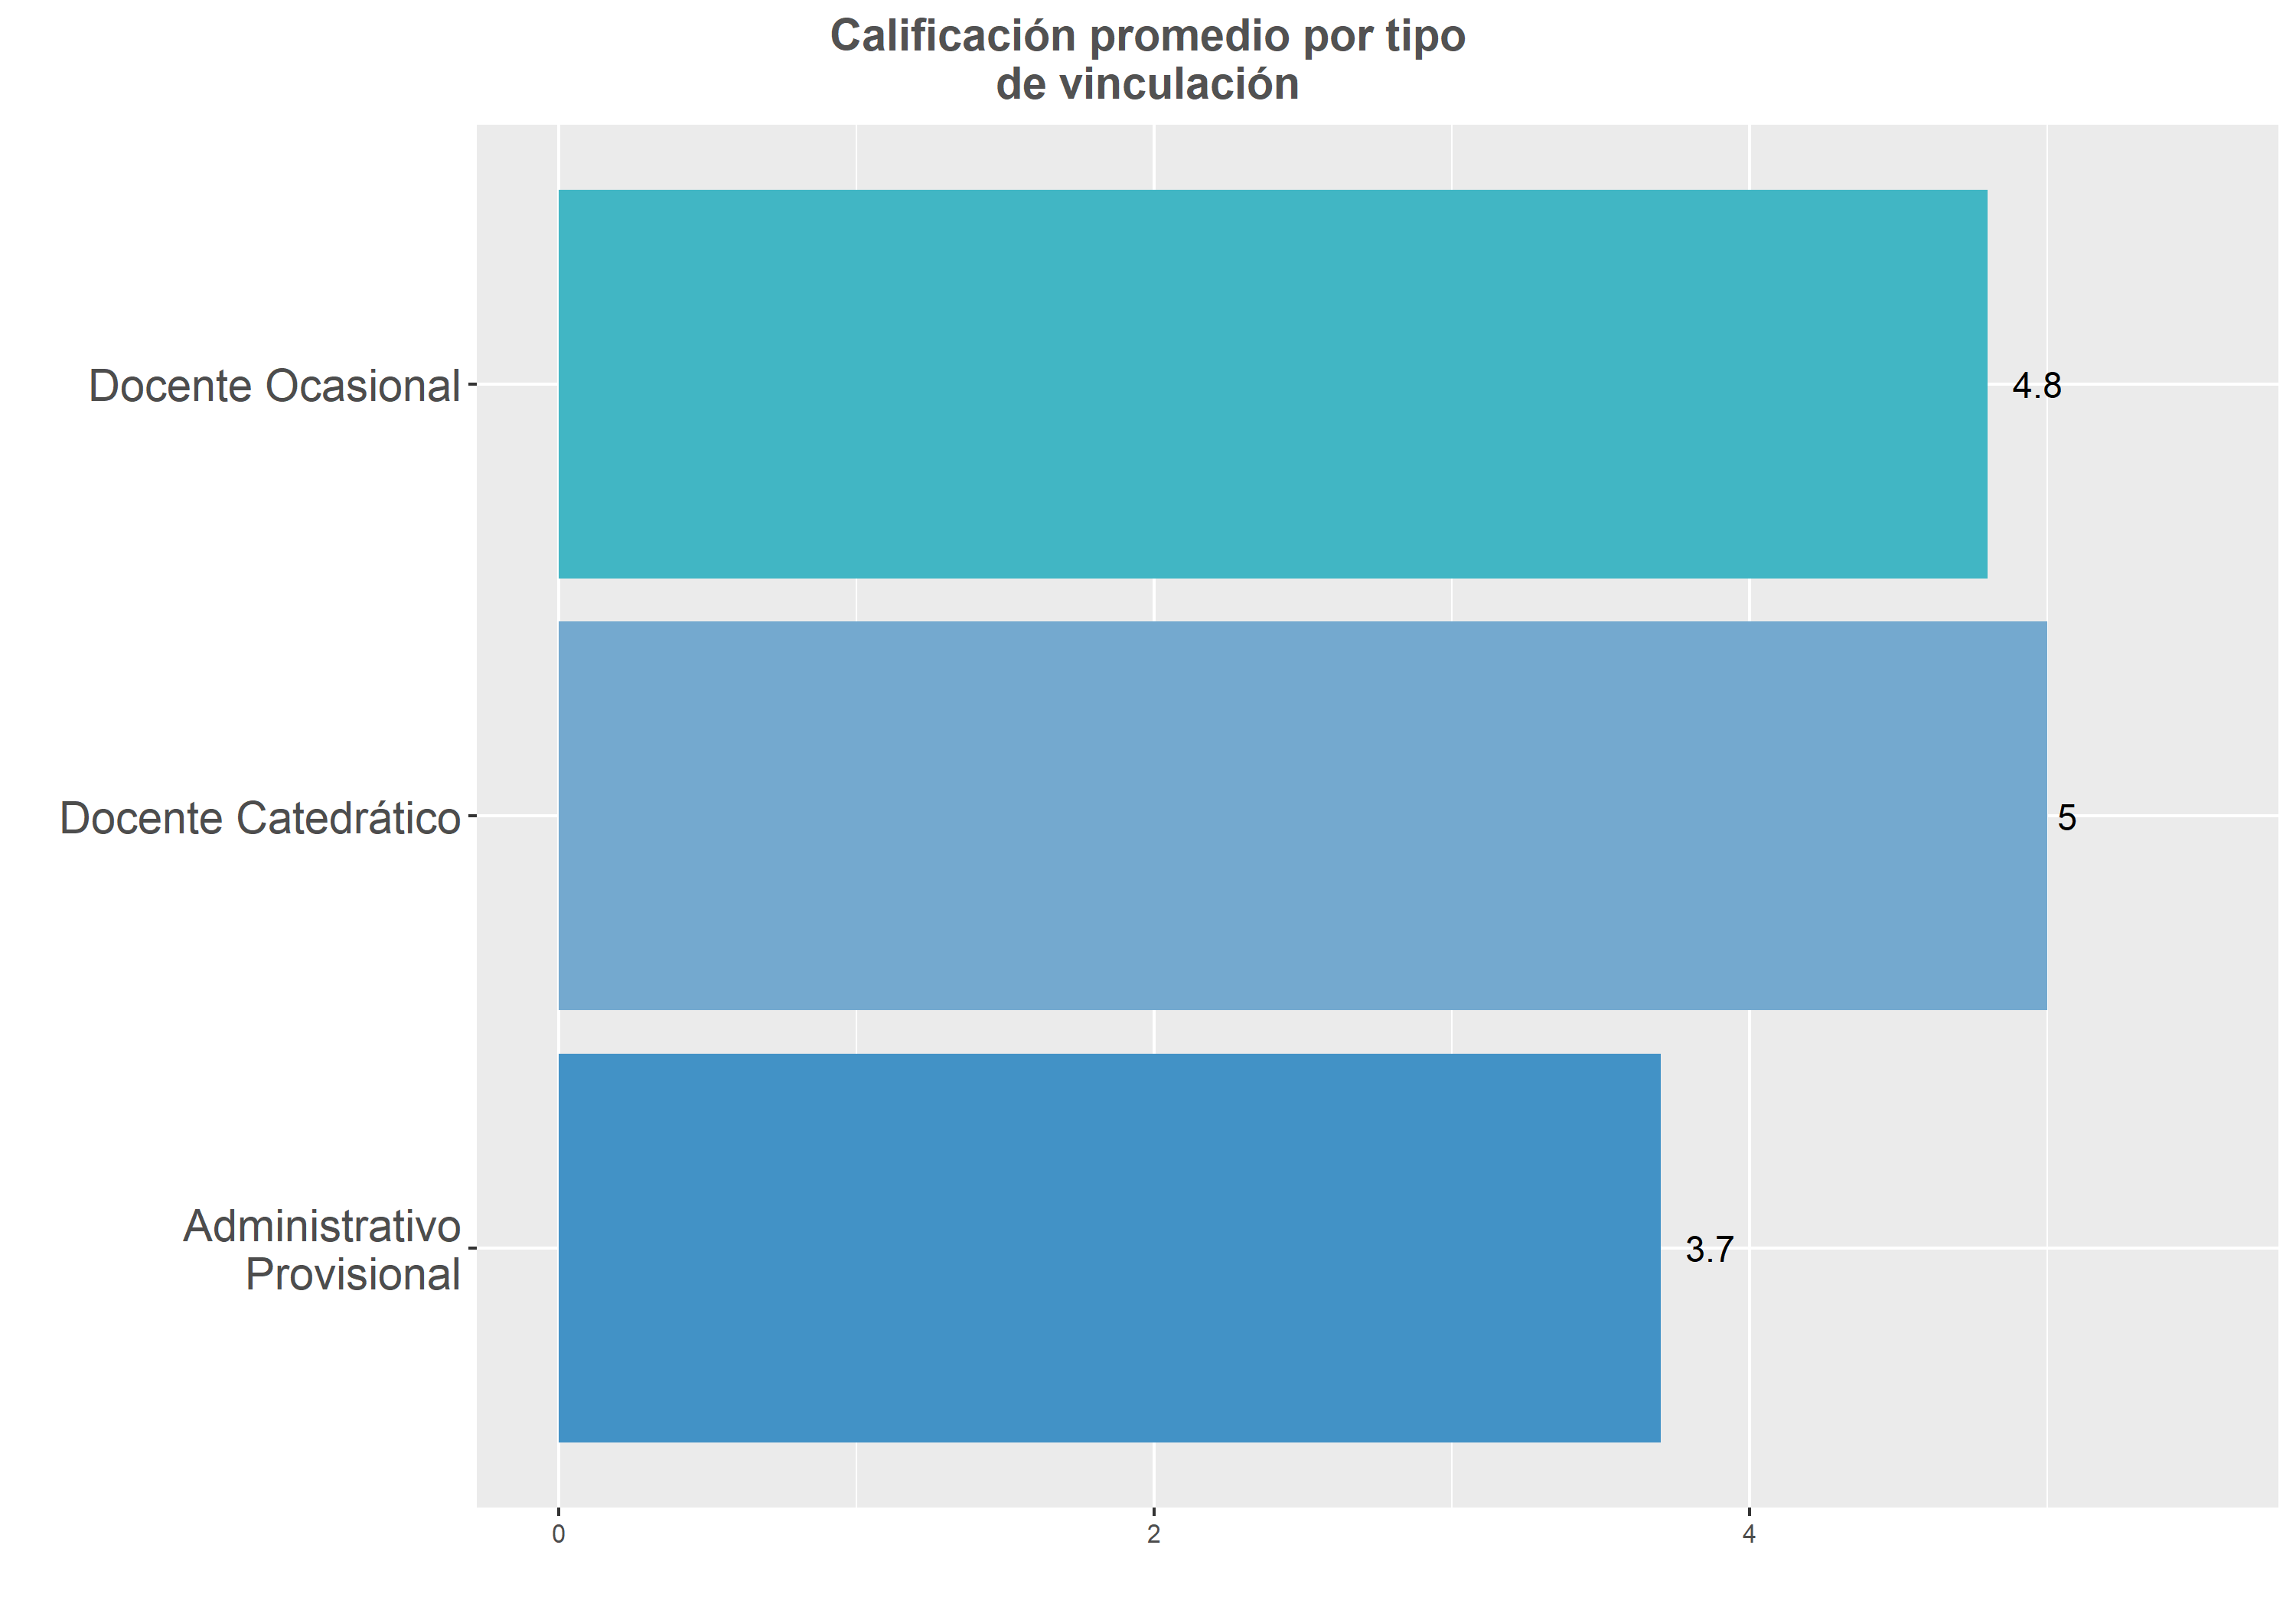 Calificación promedio por tipo
de vinculación
Docente Ocasional
4.8
Docente Catedrático
5
Administrativo
Provisional
3.7
0
2
4